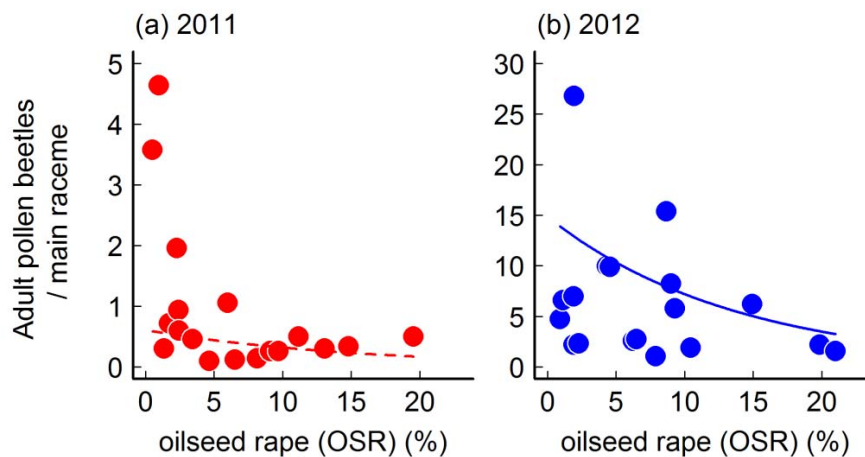 (a) 2011
(b) 2012
Adult pollen beetles
/ main raceme
5
4
3
2
1
0
0 5 10 15 20
oilseed rape (OSR) (%)
30
25
20
15
10
5
0
0 5 10 15 20
oilseed rape (OSR) (%)